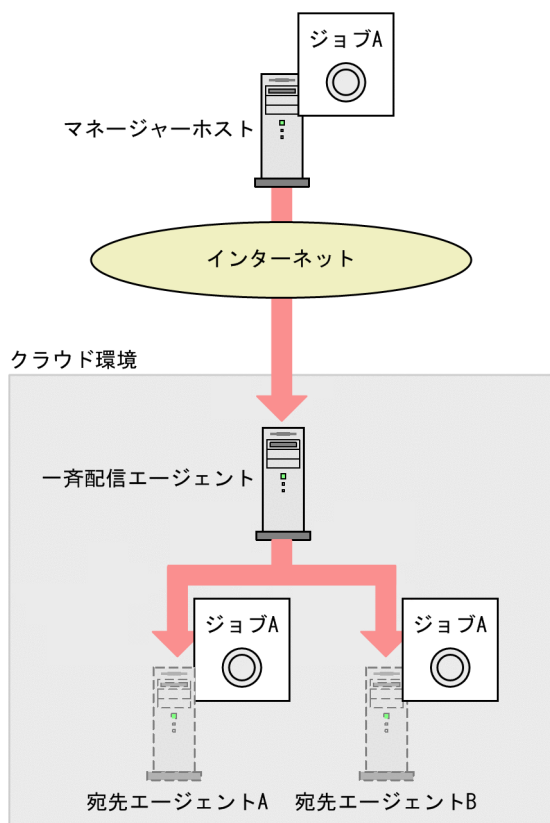 ジョブA
マネージャーホスト
インターネット
クラウド環境
一斉配信エージェント
ジョブA
ジョブA
宛先エージェントA
宛先エージェントB